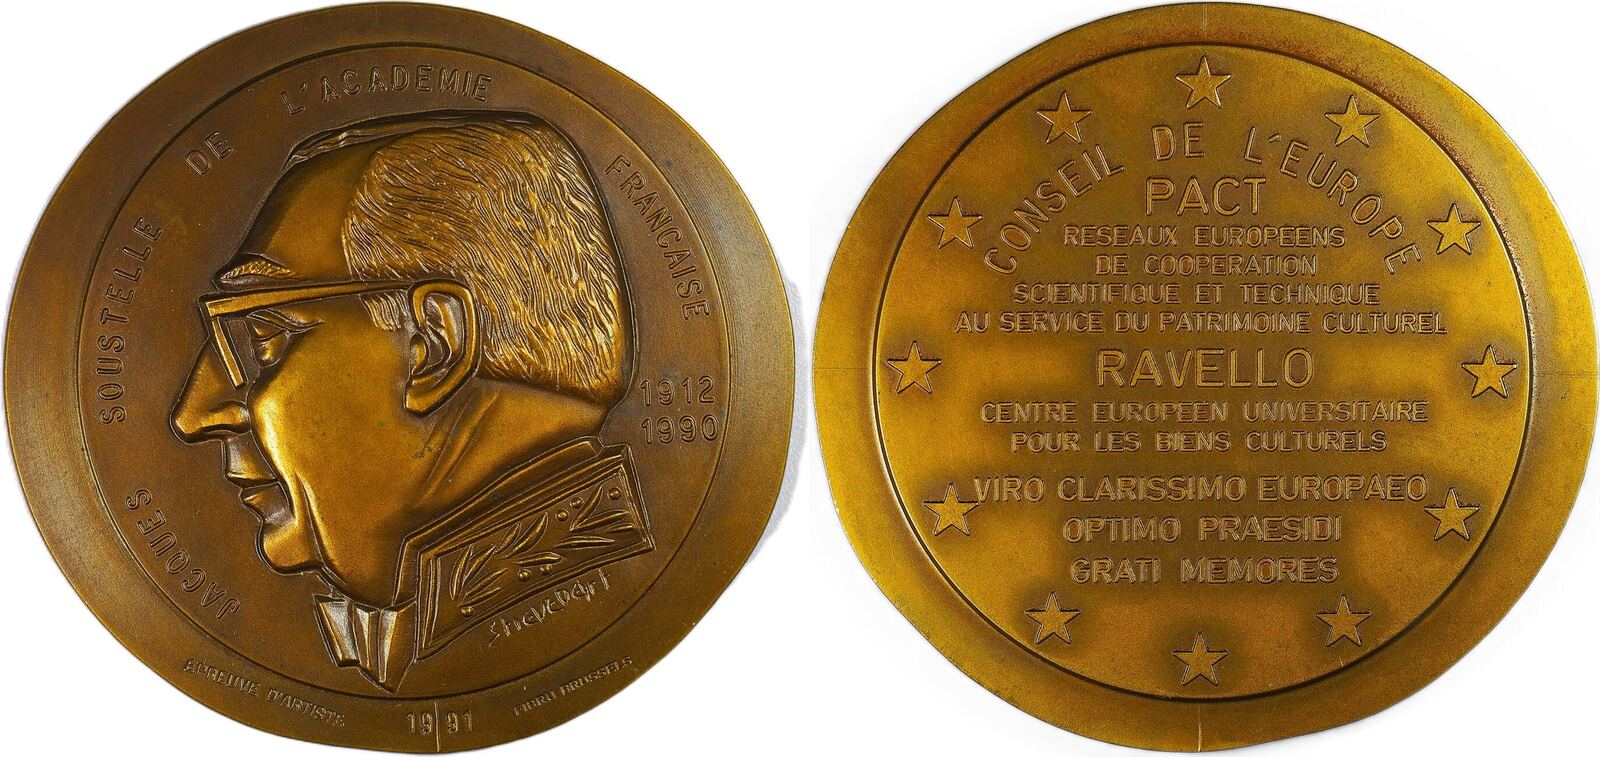 JACQUES SOUSTELLE DE L'ACADEMIE FRANCAISE
1912
1990
Strebelle
EPREUVE D'ARTISTE
1991
FIBRU BRUSSELS
CONSEIL DE L'EUROPE
PACT
RESEAUX EUROPEENS
DE COOPERATION
SCIENTIFIQUE ET TECHNIQUE
AU SERVICE DU PATRIMOINE CULTUREL
RAVELLO
CENTRE EUROPEEN UNIVERSITAIRE
POUR LES BIENS CULTURELS
VIRO CLARISSIMO EUROPAEO
OPTIMO PRAESIDI
GRATI MEMORES